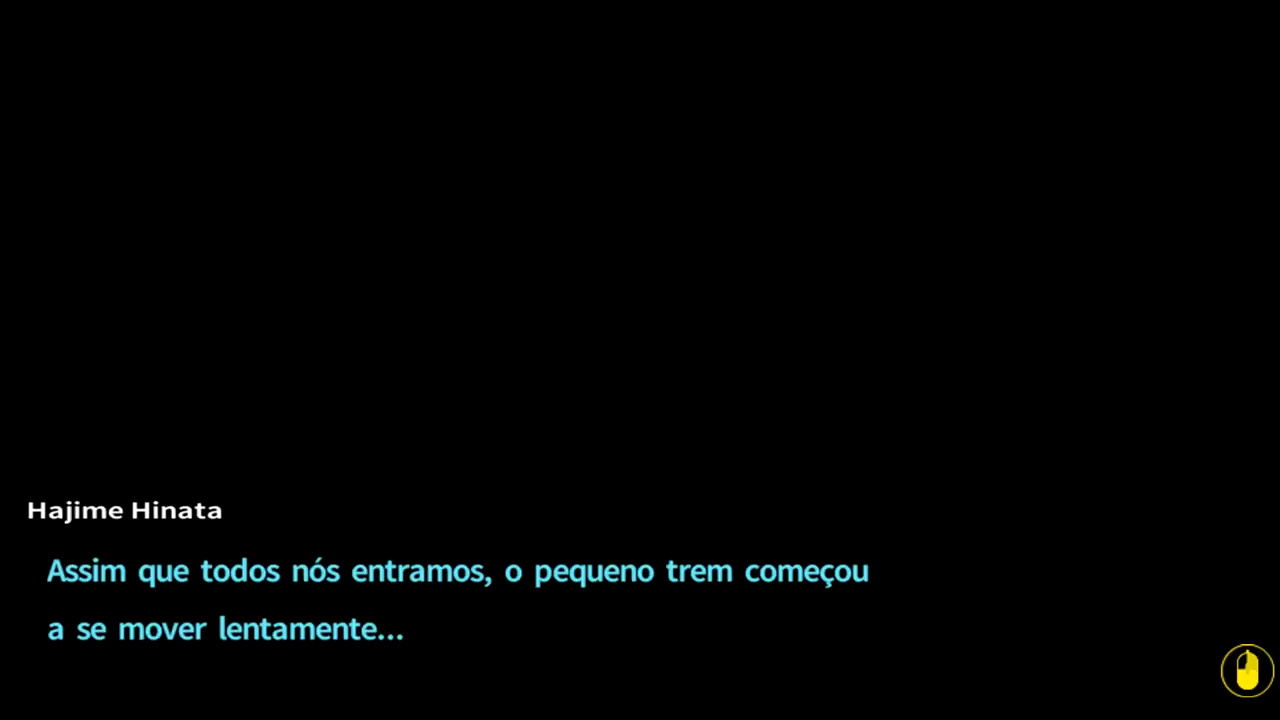 Hajime Hinata
Assim que todos nós entramos, o pequeno trem começou
a se mover lentamente...